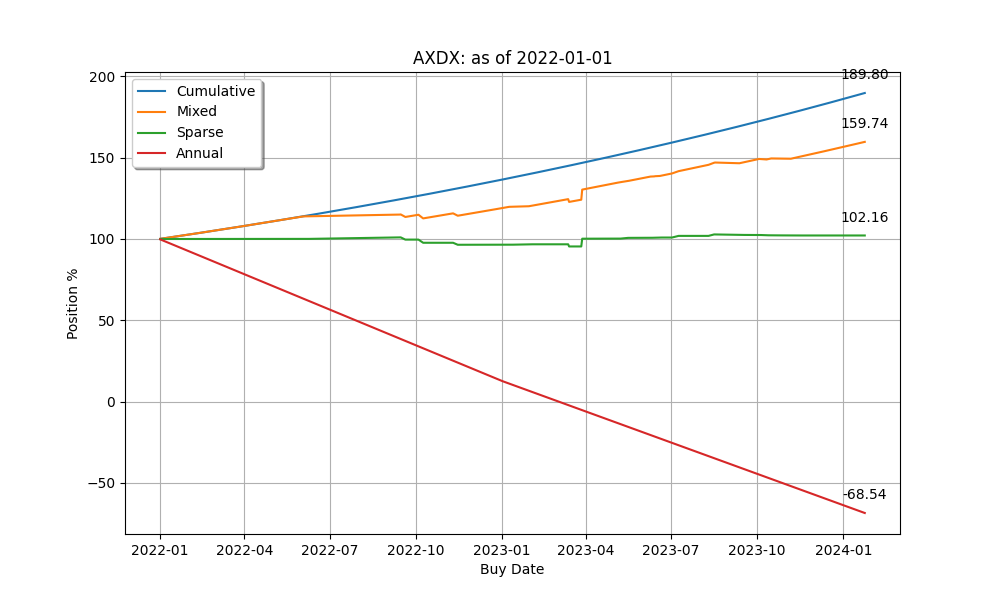 AXDX: as of 2022-01-01
Cumulative
Mixed
Sparse
Annual
189.80
159.74
102.16
-68.54
Position %
200
150
100
50
0
−50
2022-01
2022-04
2022-07
2022-10
2023-01
2023-04
2023-07
2023-10
2024-01
Buy Date